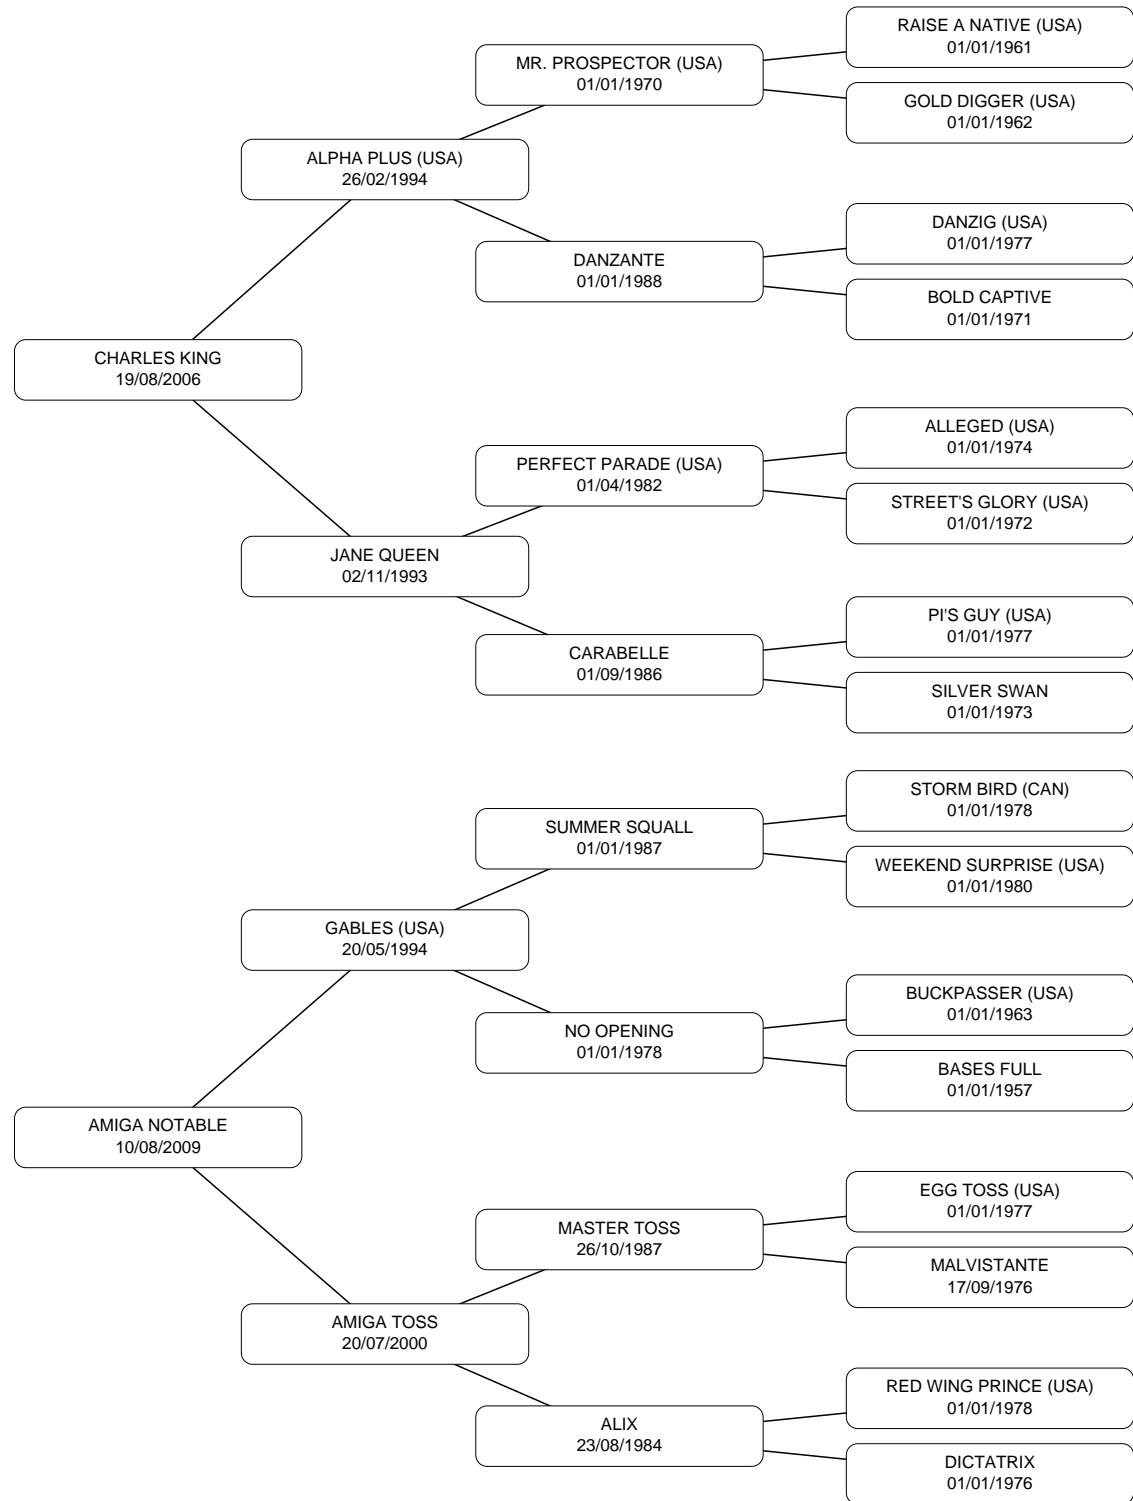 RAISE A NATIVE (USA)
01/01/1961
MR. PROSPECTOR (USA)
01/01/1970
GOLD DIGGER (USA)
01/01/1962
ALPHA PLUS (USA)
26/02/1994
DANZIG (USA)
01/01/1977
DANZANTE
01/01/1988
BOLD CAPTIVE
01/01/1971
CHARLES KING
19/08/2006
ALLEGED (USA)
01/01/1974
PERFECT PARADE (USA)
01/04/1982
STREET'S GLORY (USA)
01/01/1972
JANE QUEEN
02/11/1993
PI'S GUY (USA)
01/01/1977
CARABELLE
01/09/1986
SILVER SWAN
01/01/1973
STORM BIRD (CAN)
01/01/1978
SUMMER SQUALL
01/01/1987
WEEKEND SURPRISE (USA)
01/01/1980
GABLES (USA)
20/05/1994
BUCKPASSER (USA)
01/01/1963
NO OPENING
01/01/1978
BASES FULL
01/01/1957
AMIGA NOTABLE
10/08/2009
EGG TOSS (USA)
01/01/1977
MASTER TOSS
26/10/1987
MALVISTANTE
17/09/1976
AMIGA TOSS
20/07/2000
RED WING PRINCE (USA)
01/01/1978
ALIX
23/08/1984
DICTATRIX
01/01/1976